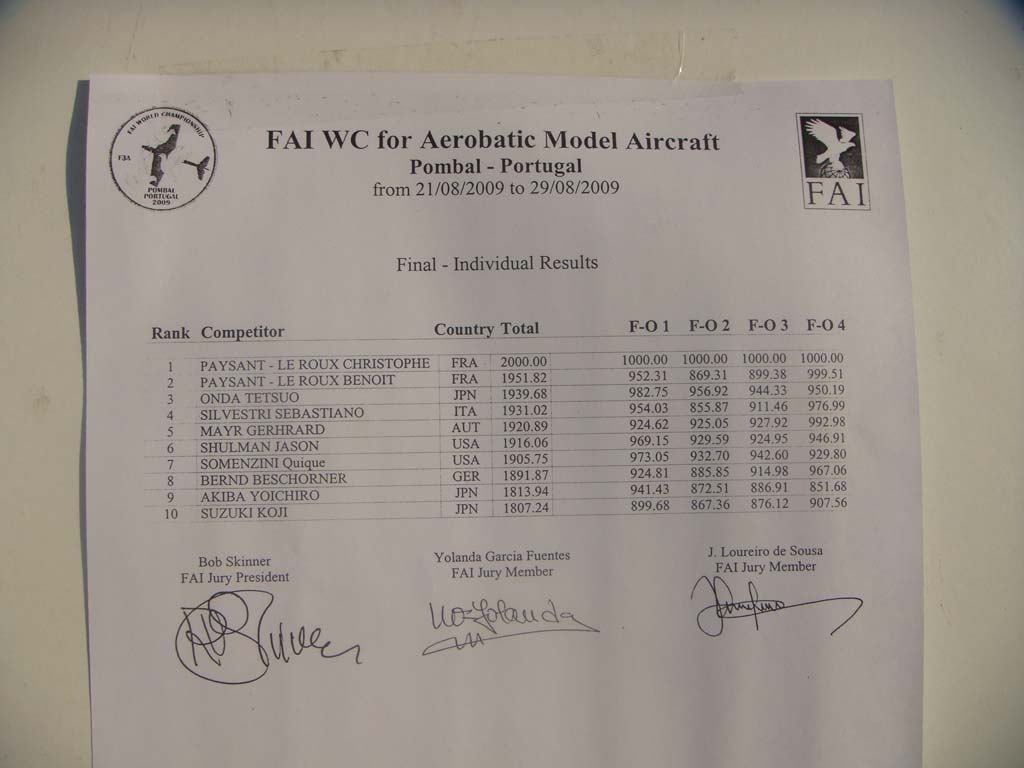 FAI WORLD CHAMPIONSHIP
F3A
POMBAL
PORTUGAL
2009
FAI WC for Aerobatic Model Aircraft
Pombal - Portugal
from 21/08/2009 to 29/08/2009
FAI
Final - Individual Results
Rank Competitor Country Total F-O 1 F-O 2 F-O 3 F-O 4
1 PAYSANT - LE ROUX CHRISTOPHE FRA 2000.00 1000.00 1000.00 1000.00 1000.00
2 PAYSANT - LE ROUX BENOIT FRA 1951.82 952.31 869.31 899.38 999.51
3 ONDA TETSUO JPN 1939.68 982.75 956.92 944.33 950.19
4 SILVESTRI SEBASTIANO ITA 1931.02 954.03 855.87 911.46 976.99
5 MAYR GERHRARD AUT 1920.89 924.62 925.05 927.92 992.98
6 SHULMAN JASON USA 1916.06 969.15 929.59 924.95 946.91
7 SOMENZINI Quique USA 1905.75 973.05 932.70 942.60 929.80
8 BERND BESCHORNER GER 1891.87 924.81 885.85 914.98 967.06
9 AKIBA YOICHIRO JPN 1813.94 941.43 872.51 886.91 851.68
10 SUZUKI KOJI JPN 1807.24 899.68 867.36 876.12 907.56
Bob Skinner
FAI Jury President
Yolanda Garcia Fuentes
FAI Jury Member
J. Loureiro de Sousa
FAI Jury Member